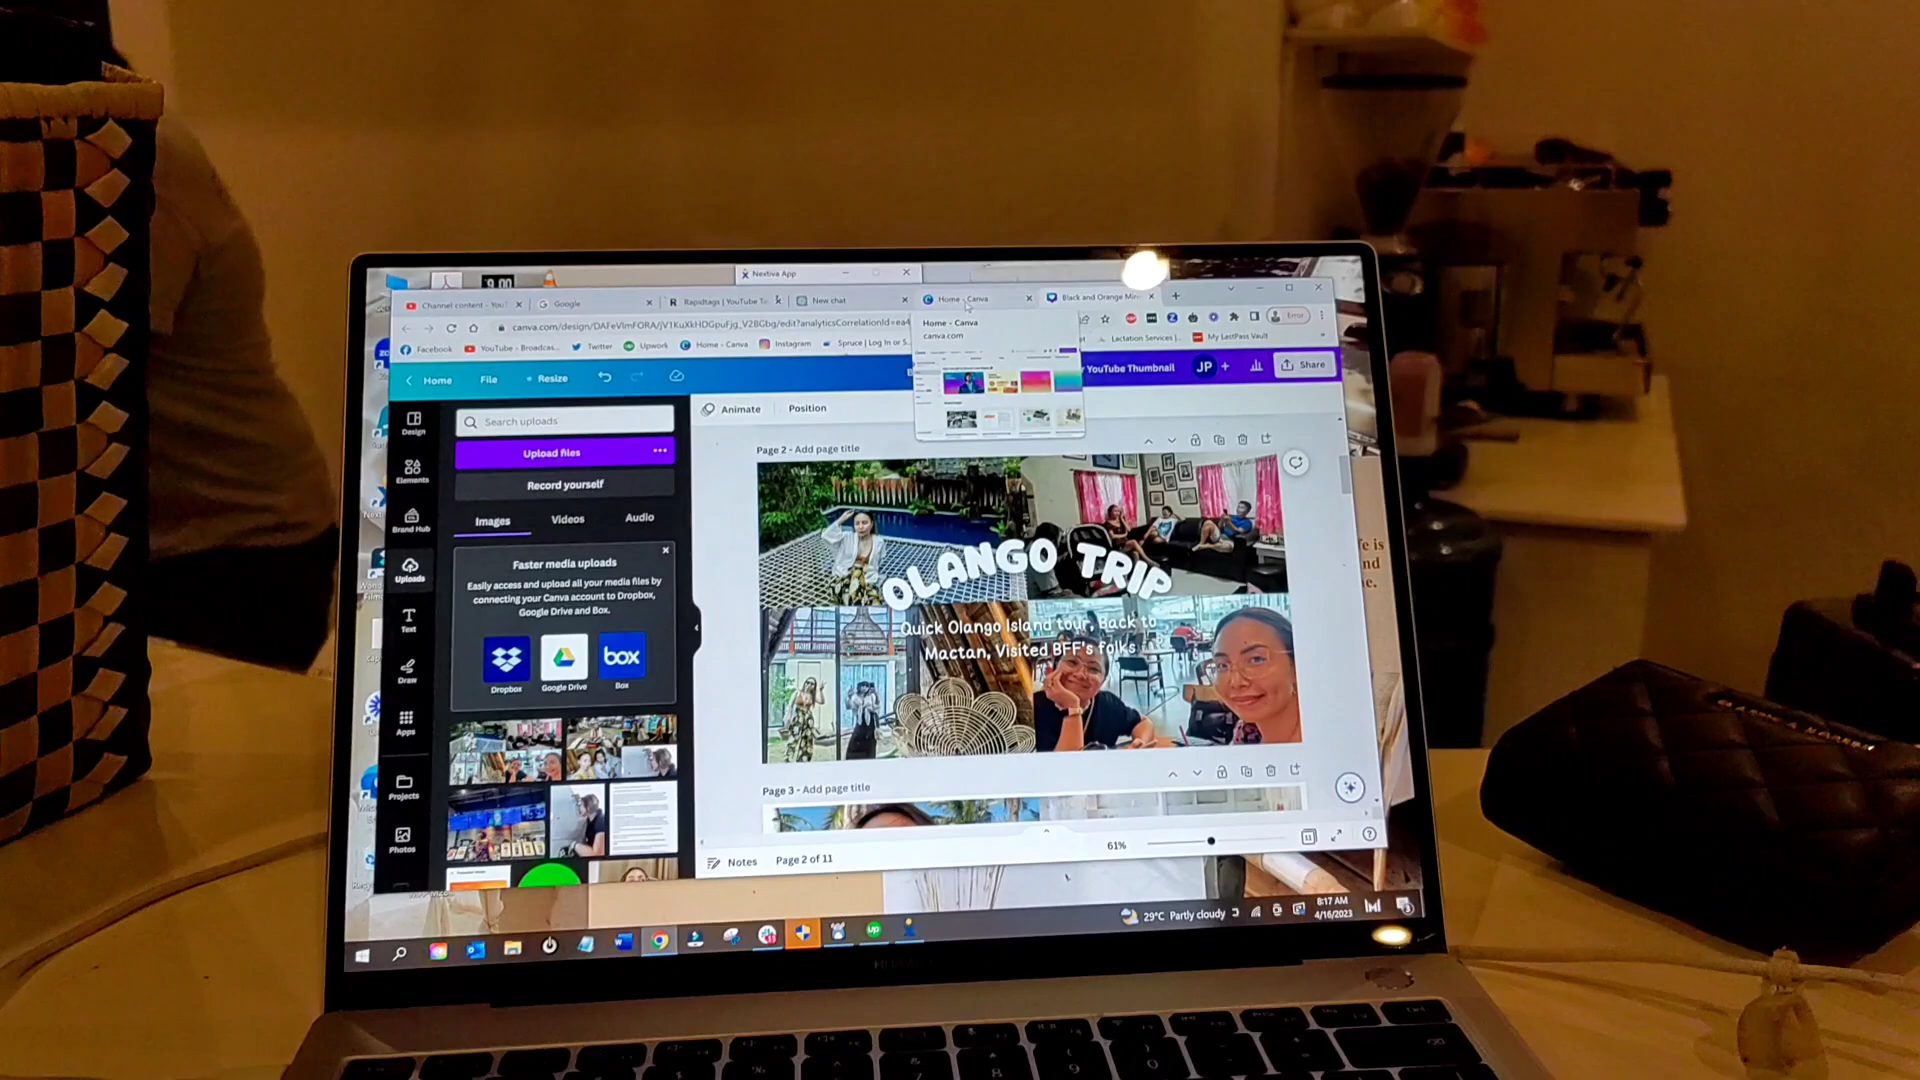 9.00
Nextiva App
Channel content - YouT
Google
Rapidtags | YouTube Ta
New chat
Home - Canva
Black and Orange Min
canva.com/design/DAFeVlmFORA/jV1KuXkHDGpuFjg_V2BGbg/edit?analyticsCorrelationId=ea4
Error
Home - Canva
canva.com
Facebook
YouTube - Broadcas...
Twitter
Upwork
Home - Canva
Instagram
Spruce | Log In or S...
Lactation Services |...
My LastPass Vault
Home
File
Resize
YouTube Thumbnail
JP
Share
Design
Elements
Brand Hub
Uploads
Text
Draw
Apps
Projects
Photos
Search uploads
Upload files
Record yourself
Images
Videos
Audio
Faster media uploads
Easily access and upload all your media files by
connecting your Canva account to Dropbox,
Google Drive and Box.
box
Dropbox
Google Drive
Box
Animate
Position
Page 2 - Add page title
OLANGO TRIP
Quick Olango Island tour, Back to
Mactan, Visited BFF's folks
Page 3 - Add page title
61%
11
Notes
Page 2 of 11
29°C Partly cloudy
8:17 AM
4/16/2023
HUAWEI